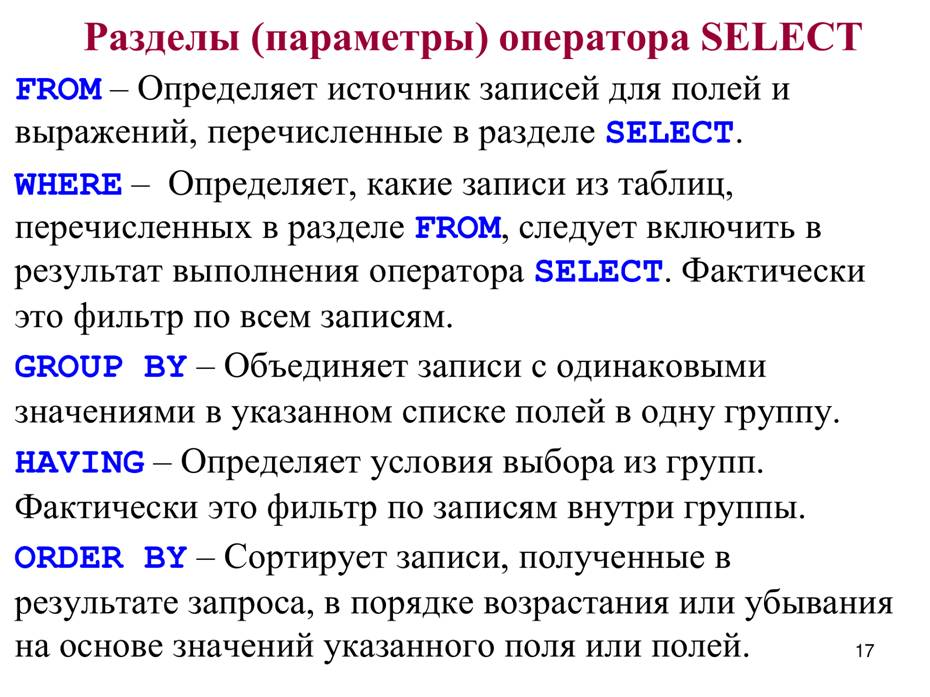 Разделы (параметры) оператора SELECT
FROM – Определяет источник записей для полей и
выражений, перечисленные в разделе SELECT.
WHERE – Определяет, какие записи из таблиц,
перечисленных в разделе FROM, следует включить в
результат выполнения оператора SELECT. Фактически
это фильтр по всем записям.
GROUP BY – Объединяет записи с одинаковыми
значениями в указанном списке полей в одну группу.
HAVING – Определяет условия выбора из групп.
Фактически это фильтр по записям внутри группы.
ORDER BY – Сортирует записи, полученные в
результате запроса, в порядке возрастания или убывания
на основе значений указанного поля или полей.
17